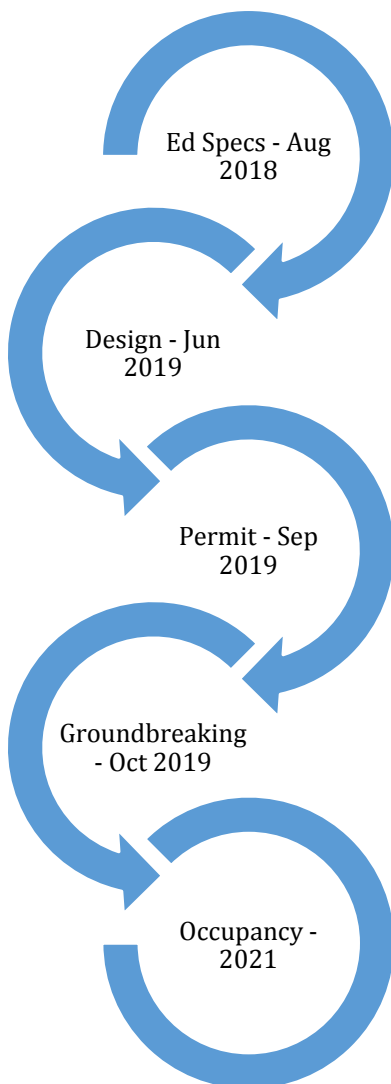 Ed Specs - Aug
2018
Design - Jun
2019
Permit - Sep
2019
Groundbreaking
- Oct 2019
Occupancy -
2021